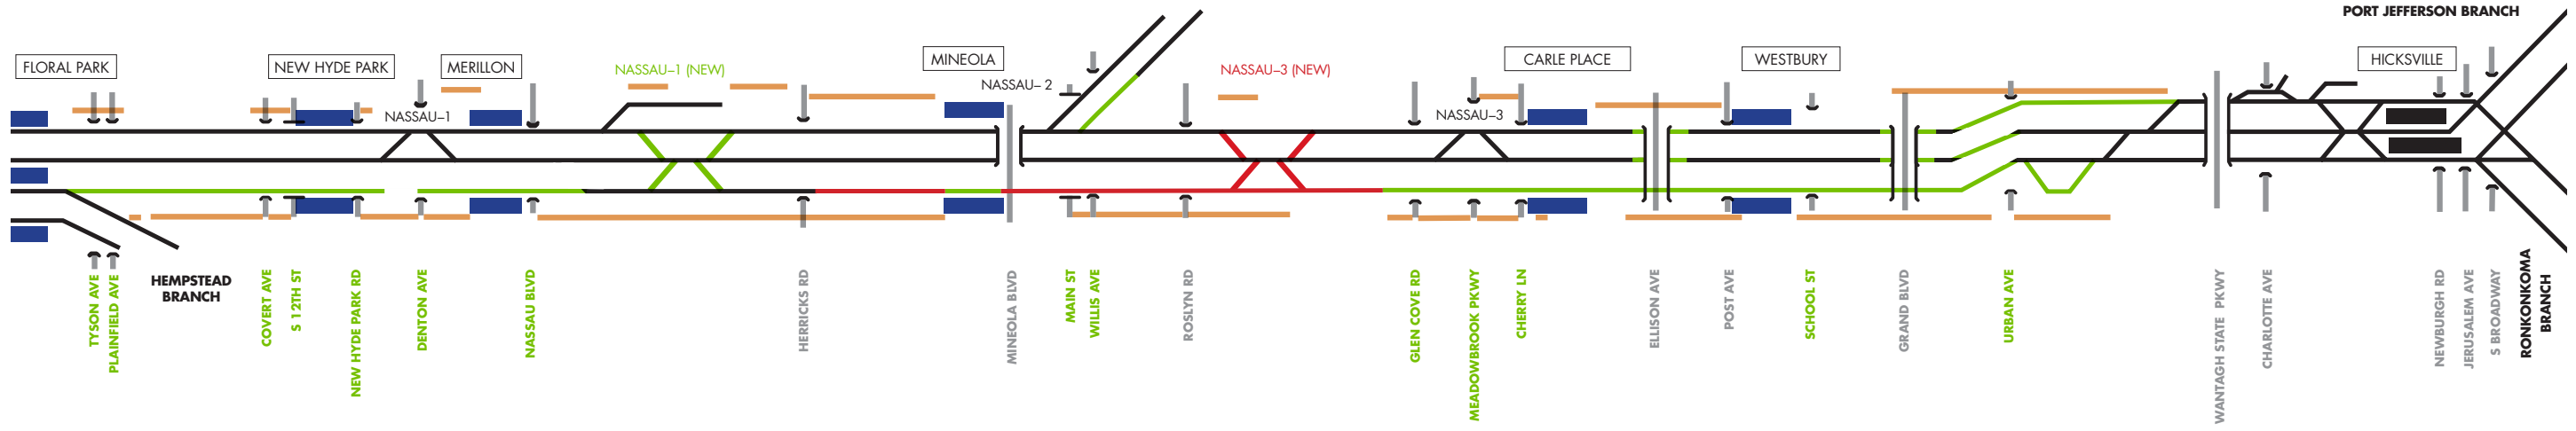 PORT JEFFERSON BRANCH
FLORAL PARK
NEW HYDE PARK
MERILLON
NASSAU–1 (NEW)
MINEOLA
NASSAU– 2
NASSAU–3 (NEW)
CARLE PLACE
WESTBURY
HICKSVILLE
NASSAU–1
NASSAU–3
TYSON AVE
PLAINFIELD AVE
HEMPSTEAD
BRANCH
COVERT AVE
S 12TH ST
NEW HYDE PARK RD
DENTON AVE
NASSAU BLVD
HERRICKS RD
MINEOLA BLVD
MAIN ST
WILLIS AVE
ROSLYN RD
GLEN COVE RD
MEADOWBROOK PKWY
CHERRY LN
ELLISON AVE
POST AVE
SCHOOL ST
GRAND BLVD
URBAN AVE
WANTAGH STATE PKWY
CHARLOTTE AVE
NEWBURGH RD
JERUSALEM AVE
S BROADWAY
RONKONKOMA
BRANCH